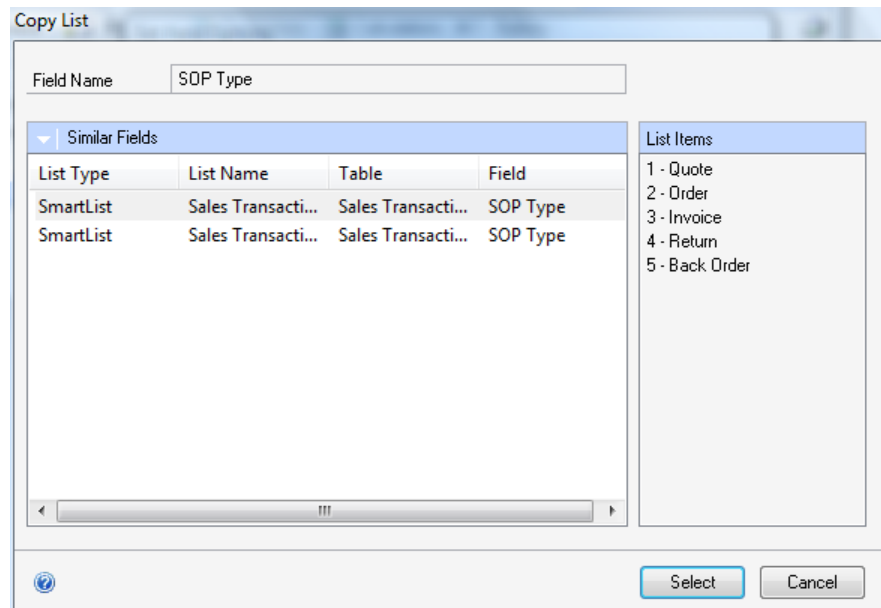 Copy List
Field Name SOP Type
Similar Fields
List Type List Name Table Field
SmartList Sales Transacti... Sales Transacti... SOP Type
SmartList Sales Transacti... Sales Transacti... SOP Type
List Items
1 - Quote
2 - Order
3 - Invoice
4 - Return
5 - Back Order
Select Cancel